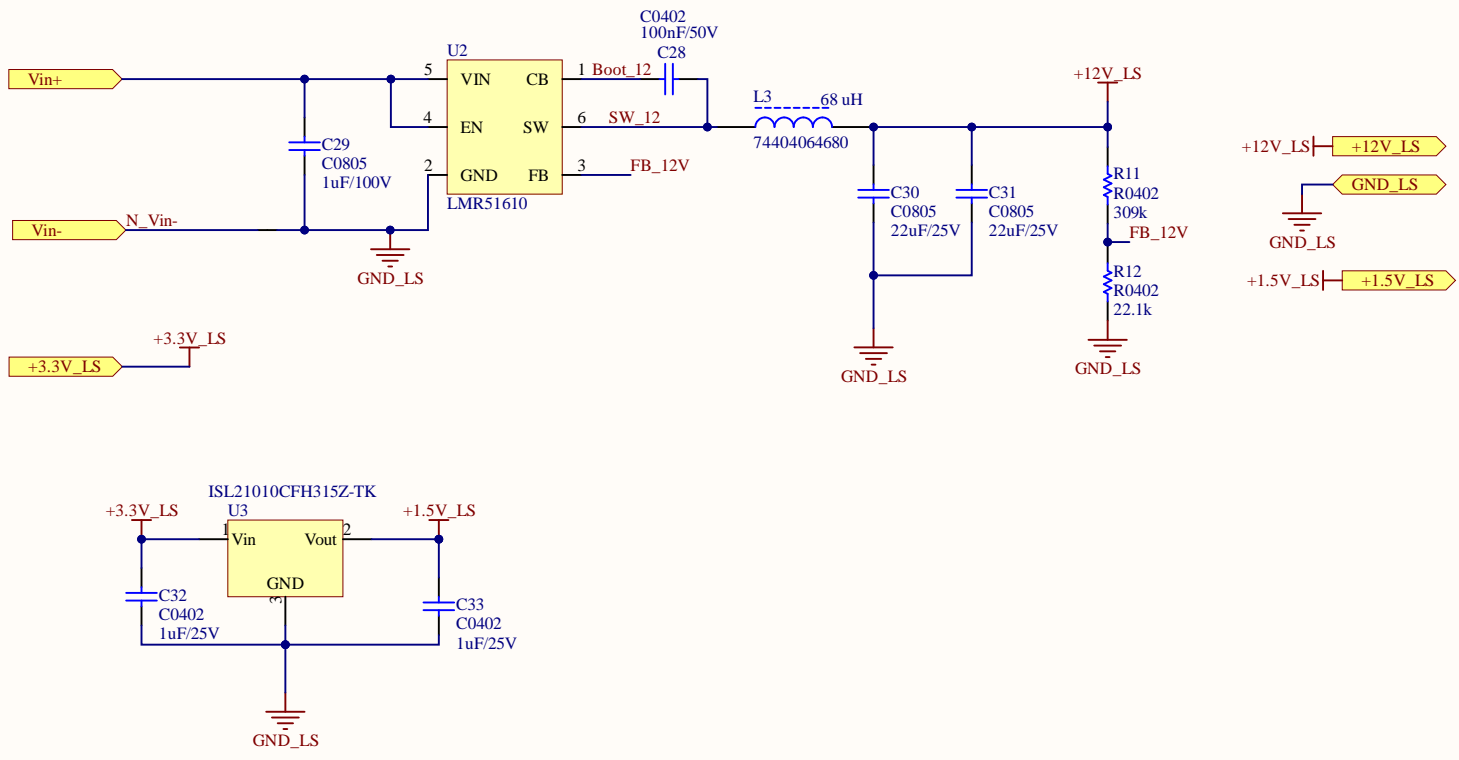 C0402
100nF/50V
C28
U2
Vin+
5
VIN
CB
1
Boot_12
+12V_LS
L3
68 uH
4
EN
SW
6
SW_12
74404064680
C29
C0805
1uF/100V
2
GND
FB
3
FB_12V
LMR51610
+12V_LS
+12V_LS
GND_LS
GND_LS
C30
C0805
22uF/25V
C31
C0805
22uF/25V
R11
R0402
309k
FB_12V
Vin-
N_Vin-
GND_LS
R12
R0402
22.1k
+1.5V_LS
+1.5V_LS
+3.3V_LS
+3.3V_LS
GND_LS
GND_LS
ISL21010CFH315Z-TK
U3
+3.3V_LS
1
Vin
Vout
2
+1.5V_LS
GND
3
C32
C0402
1uF/25V
C33
C0402
1uF/25V
GND_LS